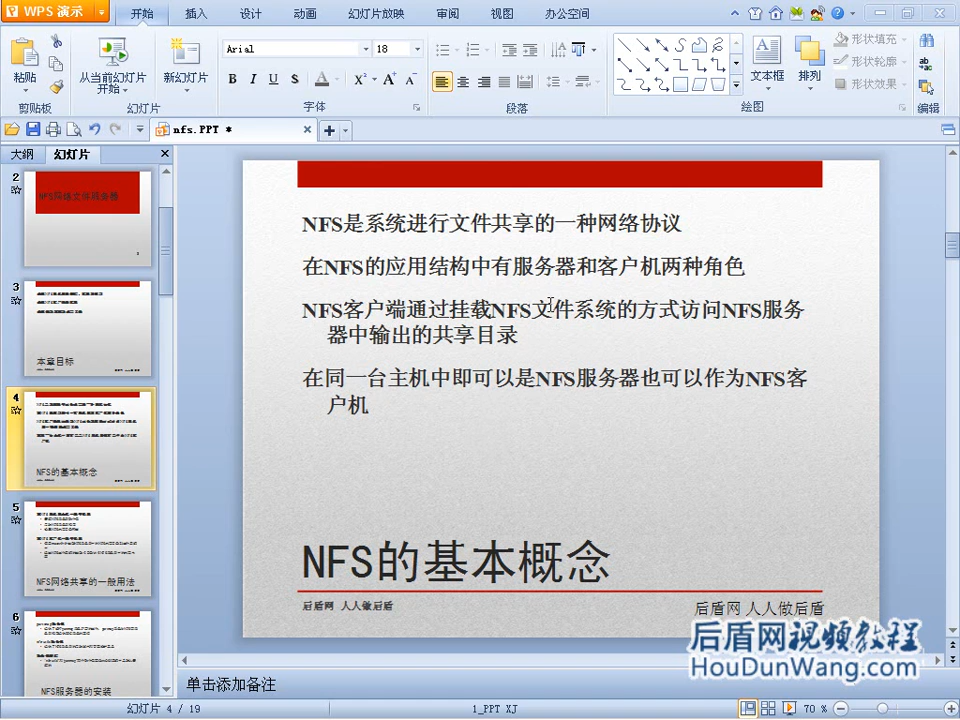 WPS 演示
开始 插入 设计 动画 幻灯片放映 审阅 视图 办公空间
粘贴
从当前幻灯片开始
新幻灯片
Arial 18
文本框
排列
形状填充
形状轮廓
形状效果
剪贴板 幻灯片 字体 段落 绘图 编辑
nfs.PPT *
大纲 幻灯片
2
NFS网络文件服务器
3
本章目标
4
NFS的基本概念
5
NFS网络共享的一般用法
6
NFS服务器的安装
NFS是系统进行文件共享的一种网络协议
在NFS的应用结构中有服务器和客户机两种角色
NFS客户端通过挂载NFS文件系统的方式访问NFS服务
器中输出的共享目录
在同一台主机中即可以是NFS服务器也可以作为NFS客
户机
NFS的基本概念
后盾网 人人做后盾
后盾网 人人做后盾
后盾网视频教程
HouDunWang.com
单击添加备注
幻灯片 4 / 19
1_PPT XJ
70 %